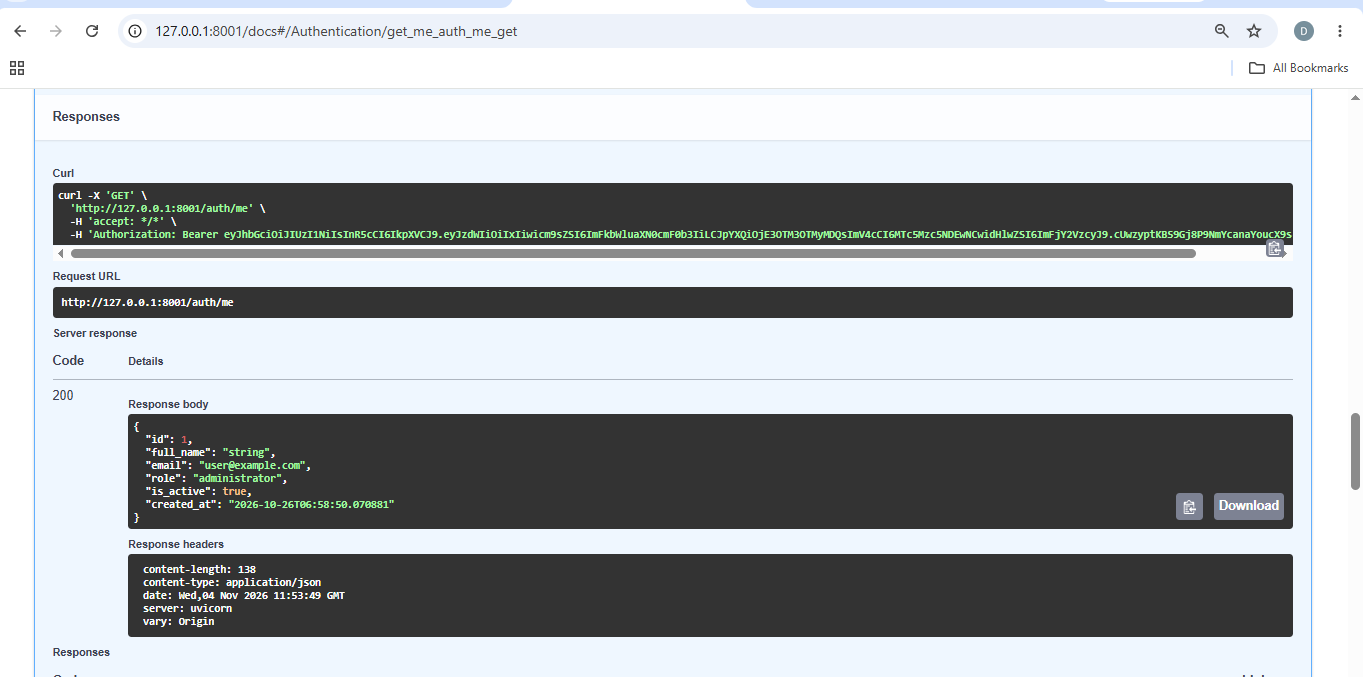 127.0.0.1:8001/docs#/Authentication/get_me_auth_me_get
D
All Bookmarks
Responses
Curl
curl -X 'GET' \
'http://127.0.0.1:8001/auth/me' \
-H 'accept: */*' \
-H 'Authorization: Bearer eyJhbGciOiJIUzI1NiIsInR5cCI6IkpXVCJ9.eyJzdWIiOiIxIiwicm9sZSI6ImFkbWluaXN0cmF0b3IiLCJpYXQiOjE3OTM3OTMyMDQsImV4cCI6MTc5Mzc5NDEwNCwidHlwZSI6ImFjY2VzcyJ9.cUwzyptKBS9Gj8P9NmYcanaYoucX9s
Request URL
http://127.0.0.1:8001/auth/me
Server response
Code Details
200
Response body
{
"id": 1,
"full_name": "string",
"email": "user@example.com",
"role": "administrator",
"is_active": true,
"created_at": "2026-10-26T06:58:50.070881"
}
Download
Response headers
content-length: 138
content-type: application/json
date: Wed,04 Nov 2026 11:53:49 GMT
server: uvicorn
vary: Origin
Responses